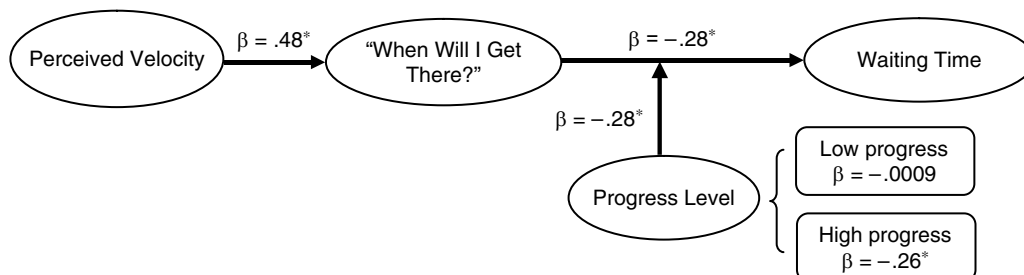 Perceived Velocity
β = .48*
“When Will I Get
There?”
β = −.28*
Waiting Time
β = −.28*
Progress Level
Low progress
β = −.0009
High progress
β = −.26*